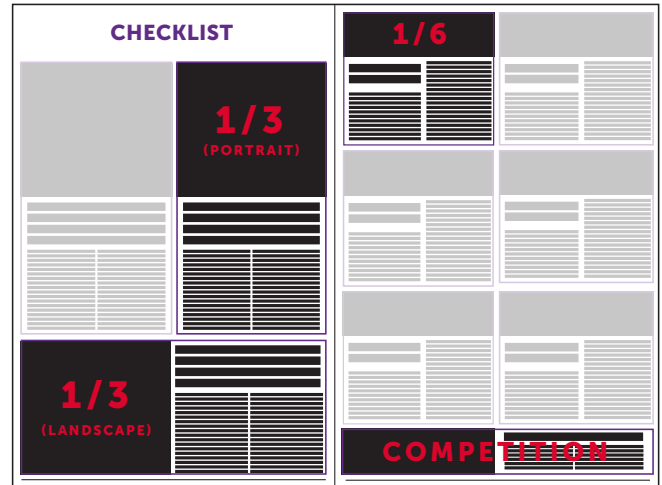 CHECKLIST
1/3
(PORTRAIT)
1/3
(LANDSCAPE)
1/6
COMPETITION